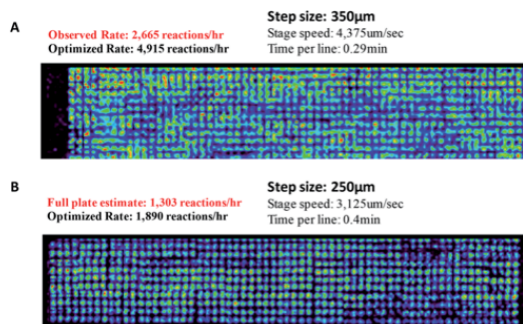 A
Observed Rate: 2,665 reactions/hr
Optimized Rate: 4,915 reactions/hr
Step size: 350µm
Stage speed: 4,375um/sec
Time per line: 0.29min
B
Full plate estimate: 1,303 reactions/hr
Optimized Rate: 1,890 reactions/hr
Step size: 250µm
Stage speed: 3,125um/sec
Time per line: 0.4min